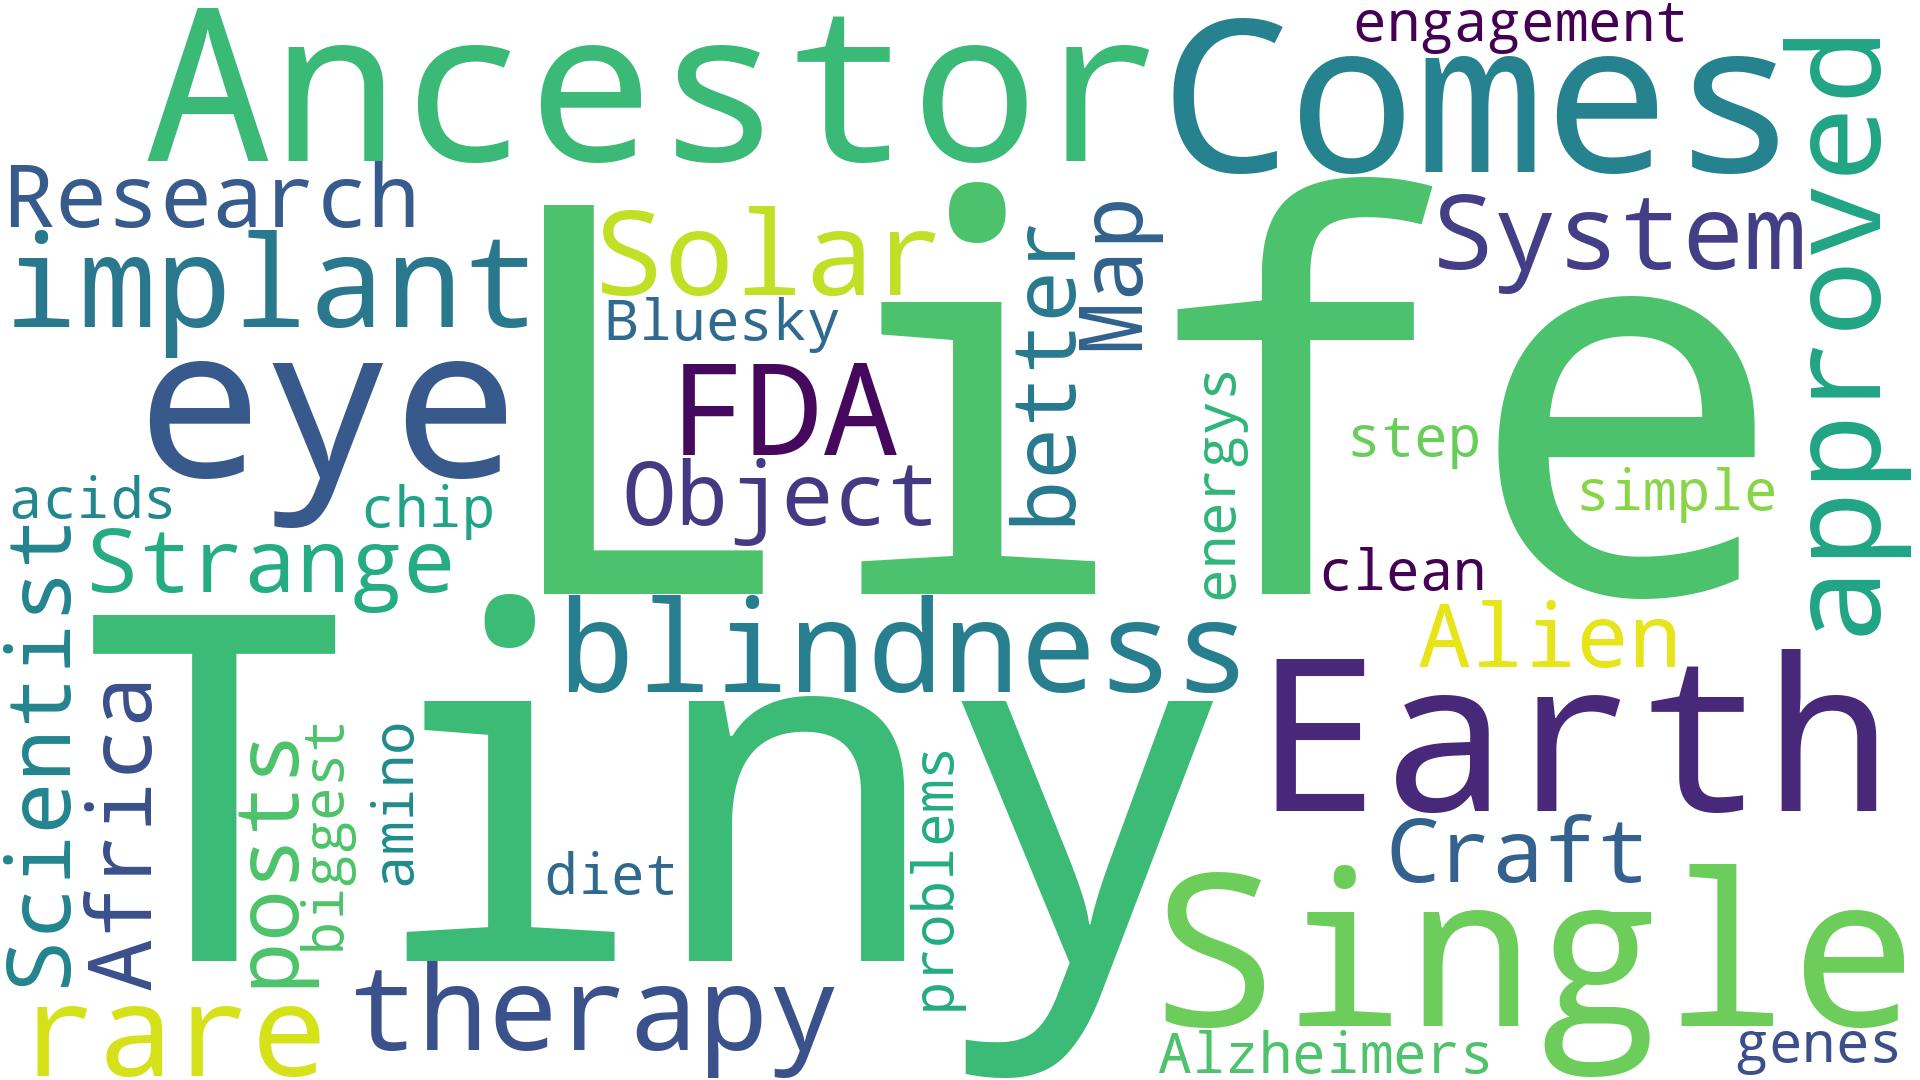 engagement
Ancestor
Comes
approved
Research
Solar
Life
better
Map
System
implant
Bluesky
eye
FDA
energys
step
Object
simple
acids
chip
Scientist
Strange
clean
Tiny
blindness
Alien
Earth
Africa
posts
biggest
amino
problems
diet
Craft
Single
rare
therapy
Alzheimers
genes